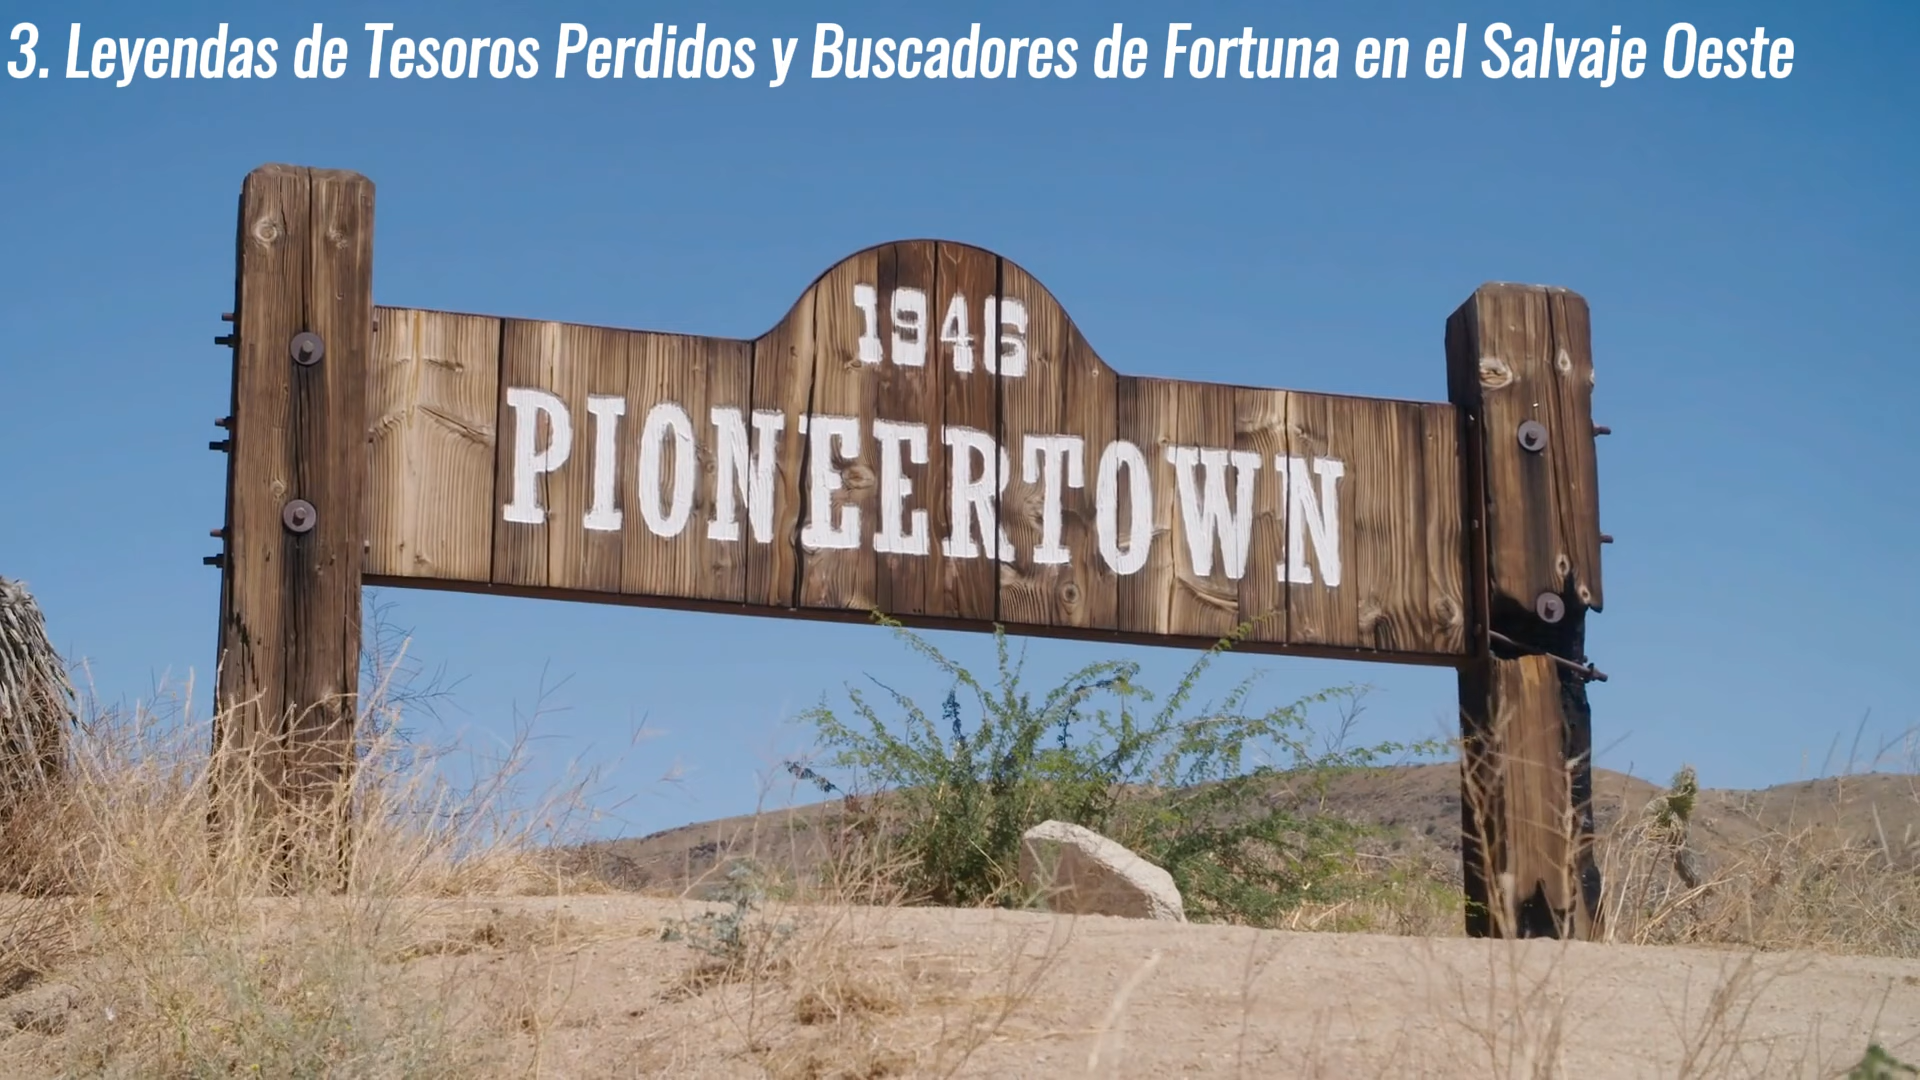 3. Leyendas de Tesoros Perdidos y Buscadores de Fortuna en el Salvaje Oeste
1946
PIONEERTOWN